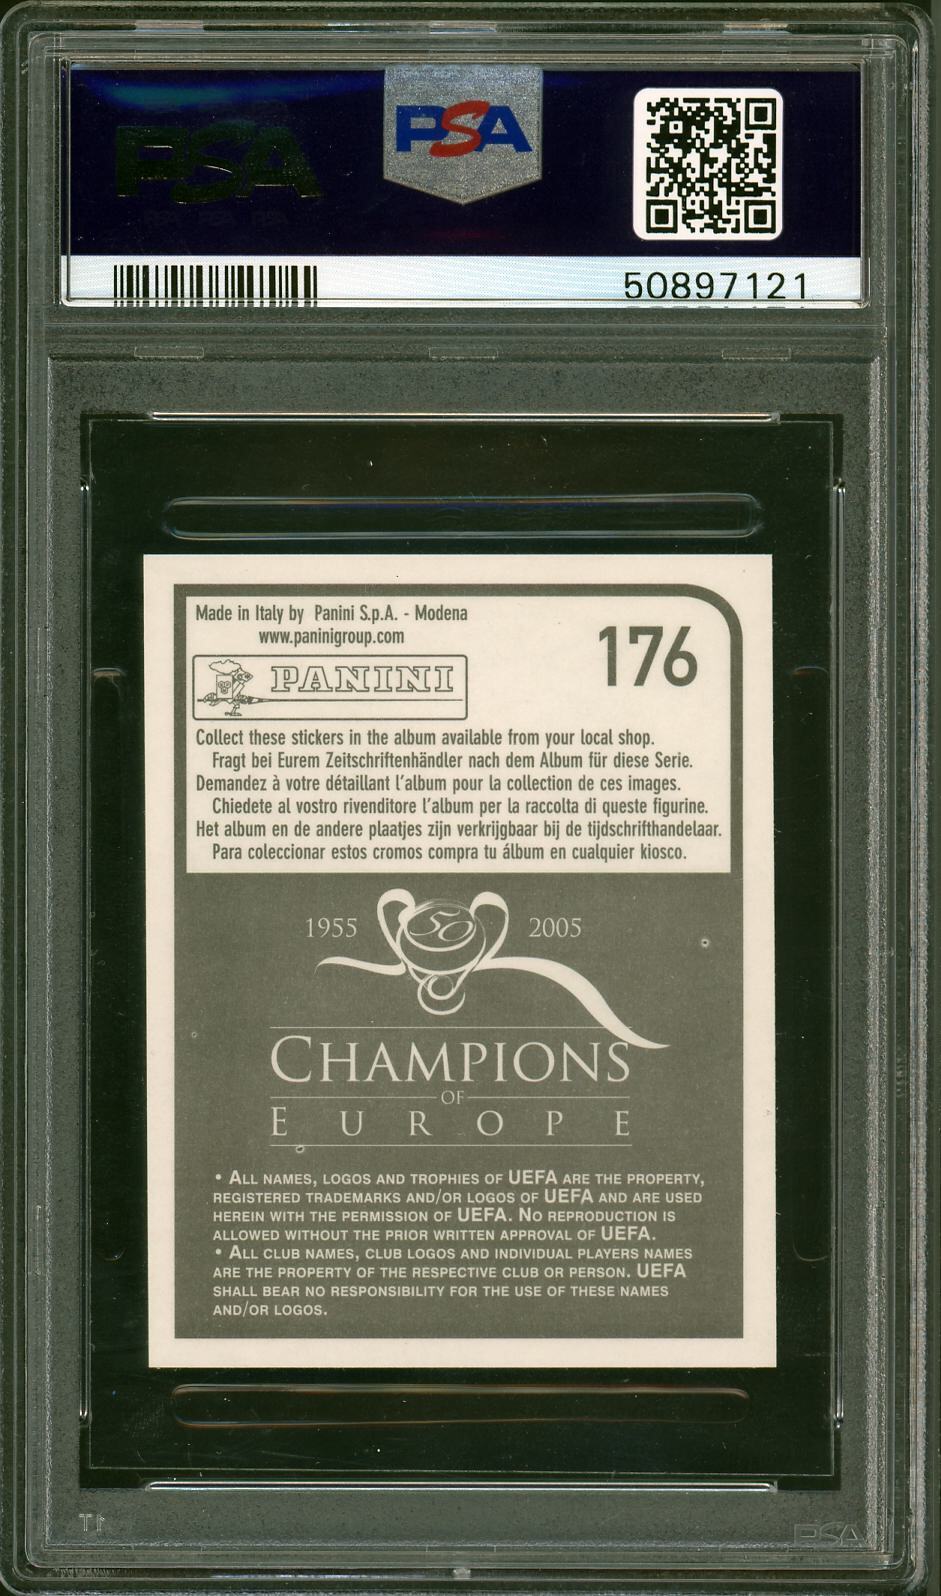 PSA
PSA
50897121
Made in Italy by Panini S.p.A. - Modena
www.paninigroup.com
176
PANINI
Collect these stickers in the album available from your local shop.
Fragt bei Eurem Zeitschriftenhändler nach dem Album für diese Serie.
Demandez à votre détaillant l'album pour la collection de ces images.
Chiedete al vostro rivenditore l'album per la raccolta di queste figurine.
Het album en de andere plaatjes zijn verkrijgbaar bij de tijdschrifthandelaar.
Para coleccionar estos cromos compra tu álbum en cualquier kiosco.
1955 50 2005
CHAMPIONS
OF
EUROPE
• ALL NAMES, LOGOS AND TROPHIES OF UEFA ARE THE PROPERTY,
REGISTERED TRADEMARKS AND/OR LOGOS OF UEFA AND ARE USED
HEREIN WITH THE PERMISSION OF UEFA. NO REPRODUCTION IS
ALLOWED WITHOUT THE PRIOR WRITTEN APPROVAL OF UEFA.
• ALL CLUB NAMES, CLUB LOGOS AND INDIVIDUAL PLAYERS NAMES
ARE THE PROPERTY OF THE RESPECTIVE CLUB OR PERSON. UEFA
SHALL BEAR NO RESPONSIBILITY FOR THE USE OF THESE NAMES
AND/OR LOGOS.
PSA